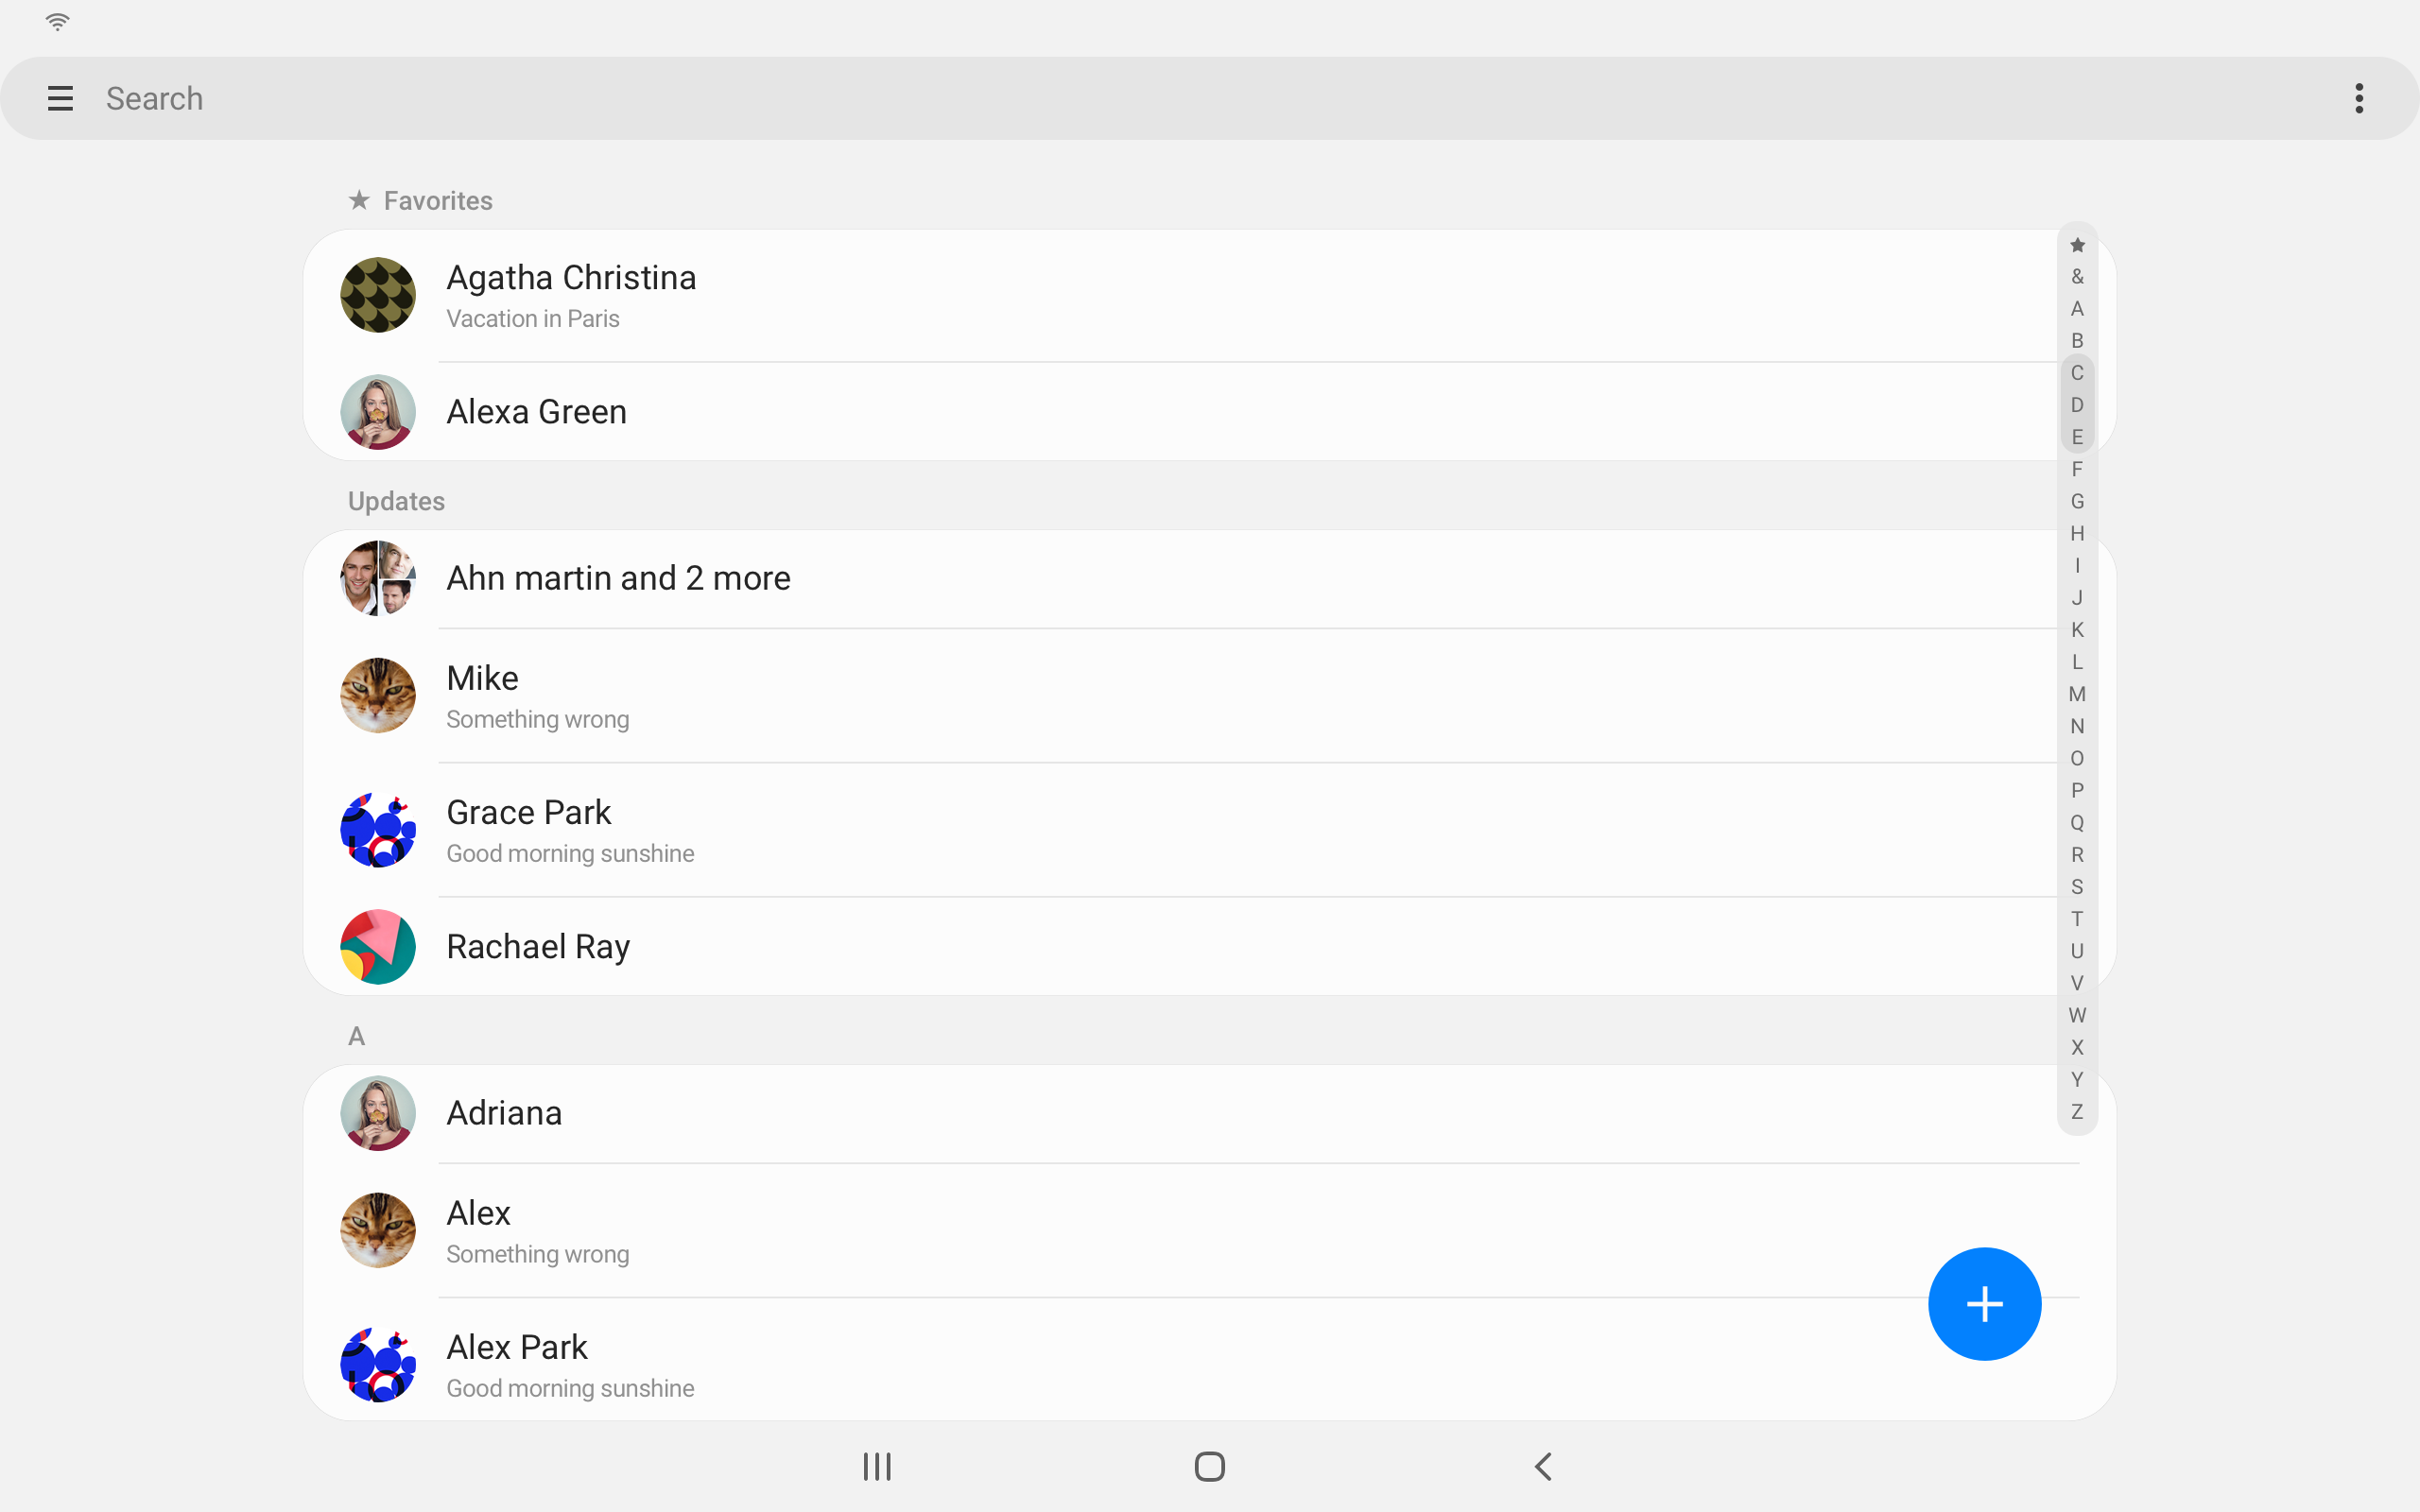 Search
Favorites
Agatha Christina
Vacation in Paris
Alexa Green
Updates
Ahn martin and 2 more
Mike
Something wrong
Grace Park
Good morning sunshine
Rachael Ray
A
Adriana
Alex
Something wrong
Alex Park
Good morning sunshine
&
A
B
C
D
E
F
G
H
I
J
K
L
M
N
O
P
Q
R
S
T
U
V
W
X
Y
Z